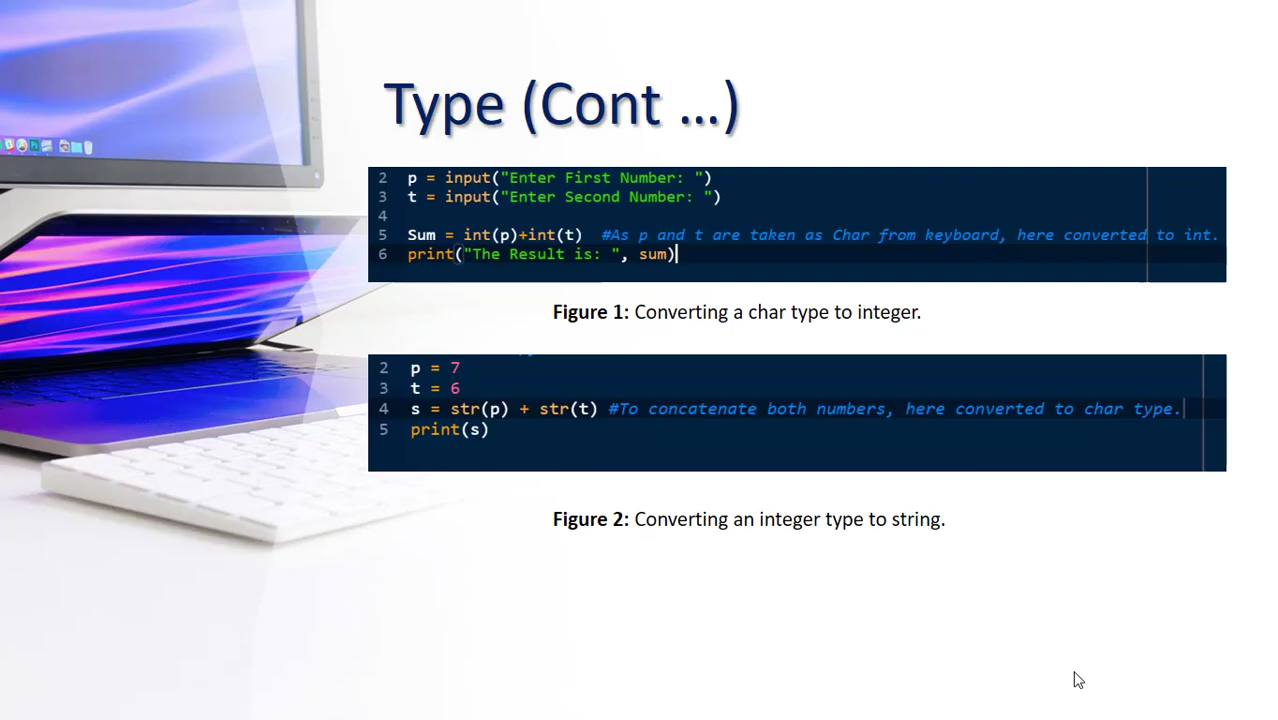 Type (Cont …)
2 p = input("Enter First Number: ")
3 t = input("Enter Second Number: ")
4
5 Sum = int(p)+int(t) #As p and t are taken as Char from keyboard, here converted to int.
6 print("The Result is: ", sum)
Figure 1: Converting a char type to integer.
2 p = 7
3 t = 6
4 s = str(p) + str(t) #To concatenate both numbers, here converted to char type.
5 print(s)
Figure 2: Converting an integer type to string.